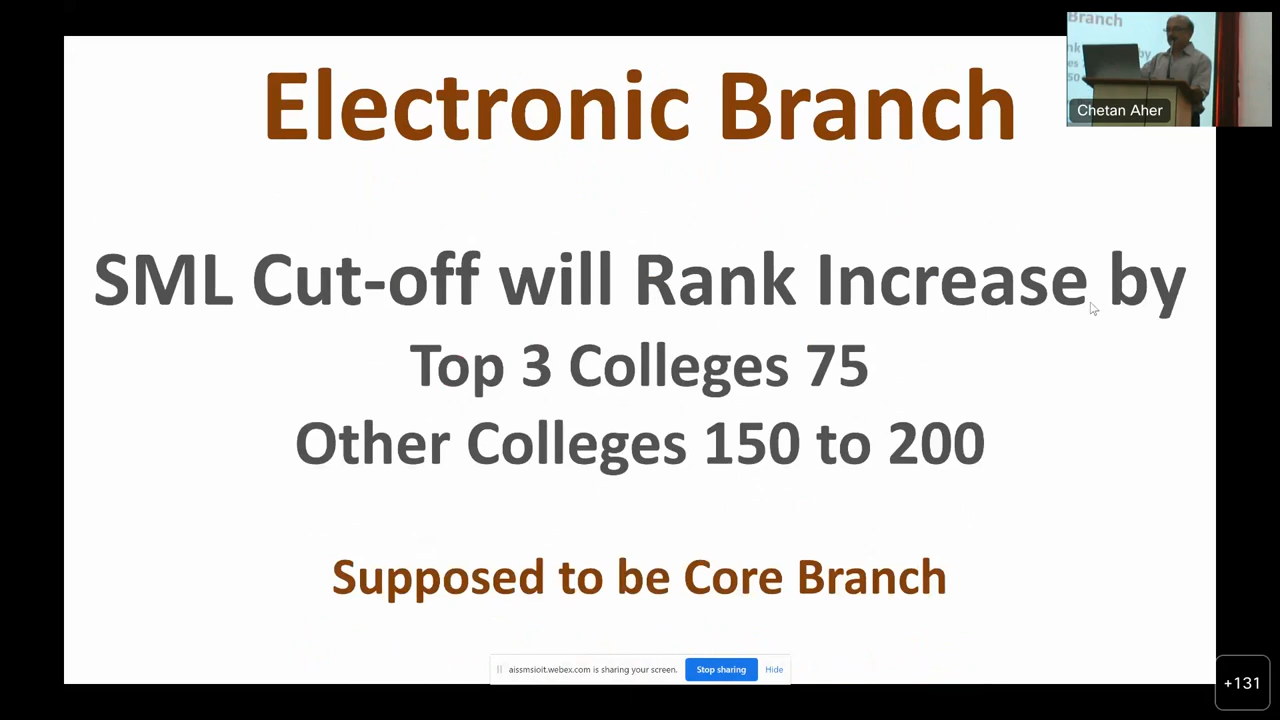 Electronic Branch
SML Cut-off will Rank Increase by
Top 3 Colleges 75
Other Colleges 150 to 200
Supposed to be Core Branch
Branch
Chetan Aher
aissmsioit.webex.com is sharing your screen.
Stop sharing
Hide
+131